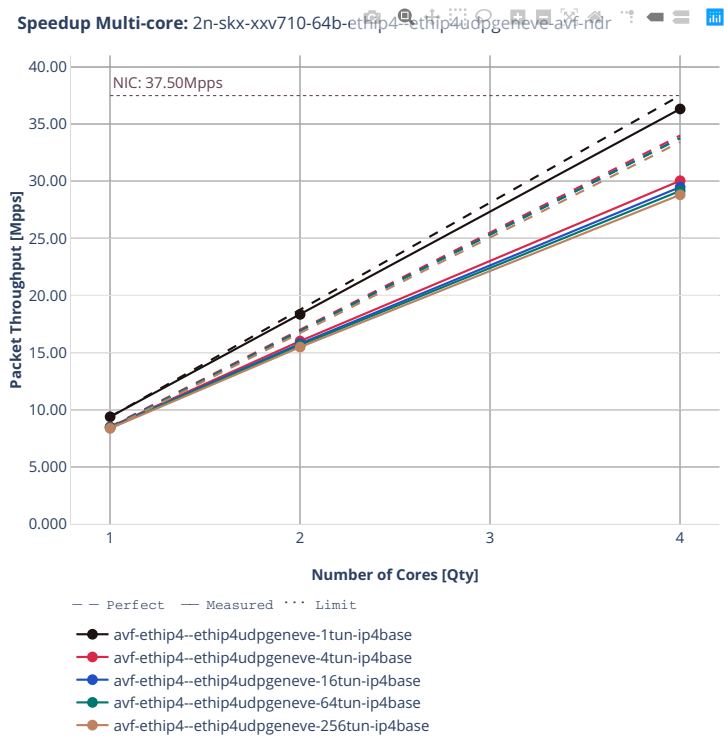 Speedup Multi-core: 2n-skx-xxv710-64b-ethip4--ethip4udpgeneve-avf-ndr
40.00
NIC: 37.50Mpps
35.00
30.00
25.00
20.00
15.00
10.00
5.000
0.000
Packet Throughput [Mpps]
1 2 3 4
Number of Cores [Qty]
Perfect Measured Limit
avf-ethip4--ethip4udpgeneve-1tun-ip4base
avf-ethip4--ethip4udpgeneve-4tun-ip4base
avf-ethip4--ethip4udpgeneve-16tun-ip4base
avf-ethip4--ethip4udpgeneve-64tun-ip4base
avf-ethip4--ethip4udpgeneve-256tun-ip4base